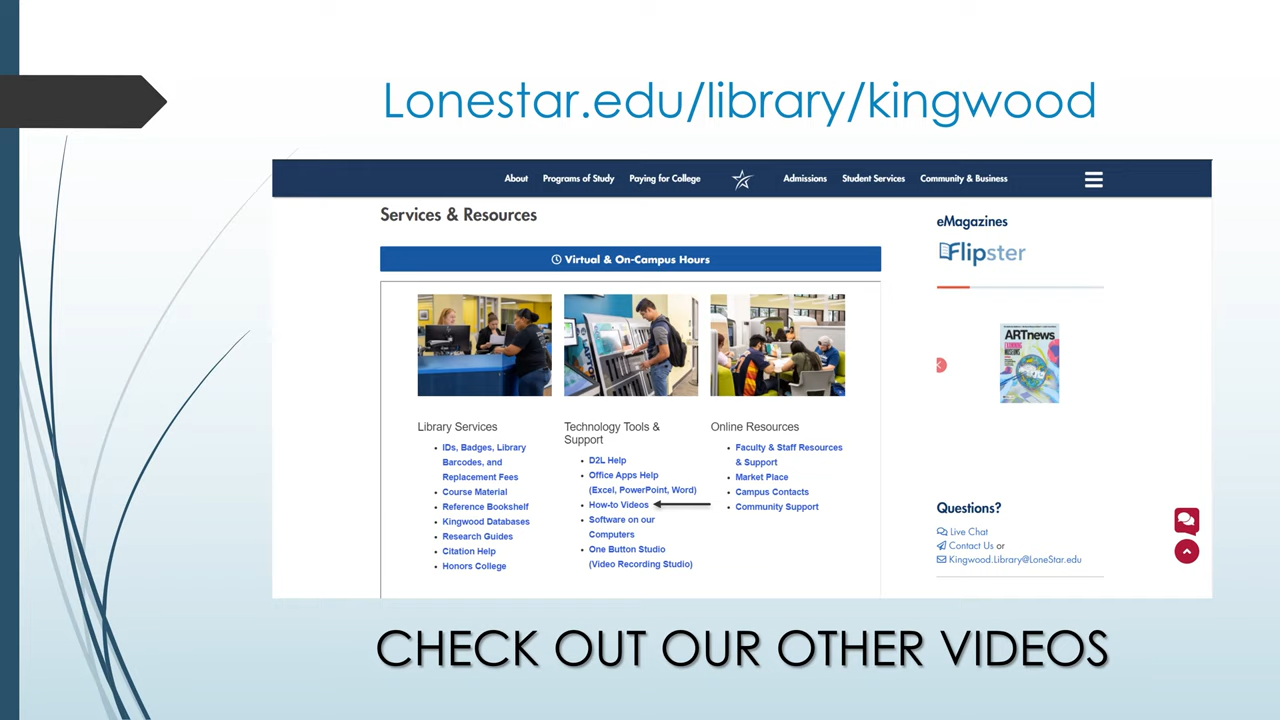 Lonestar.edu/library/kingwood
About Programs of Study Paying for College Admissions Student Services Community & Business
Services & Resources
Virtual & On-Campus Hours
Library Services
IDs, Badges, Library
Barcodes, and
Replacement Fees
Course Material
Reference Bookshelf
Kingwood Databases
Research Guides
Citation Help
Honors College
Technology Tools &
Support
D2L Help
Office Apps Help
(Excel, PowerPoint, Word)
How-to Videos
Software on our
Computers
One Button Studio
(Video Recording Studio)
Online Resources
Faculty & Staff Resources
& Support
Market Place
Campus Contacts
Community Support
eMagazines
Flipster
ARTnews
Questions?
Live Chat
Contact Us or
Kingwood.Library@LoneStar.edu
CHECK OUT OUR OTHER VIDEOS